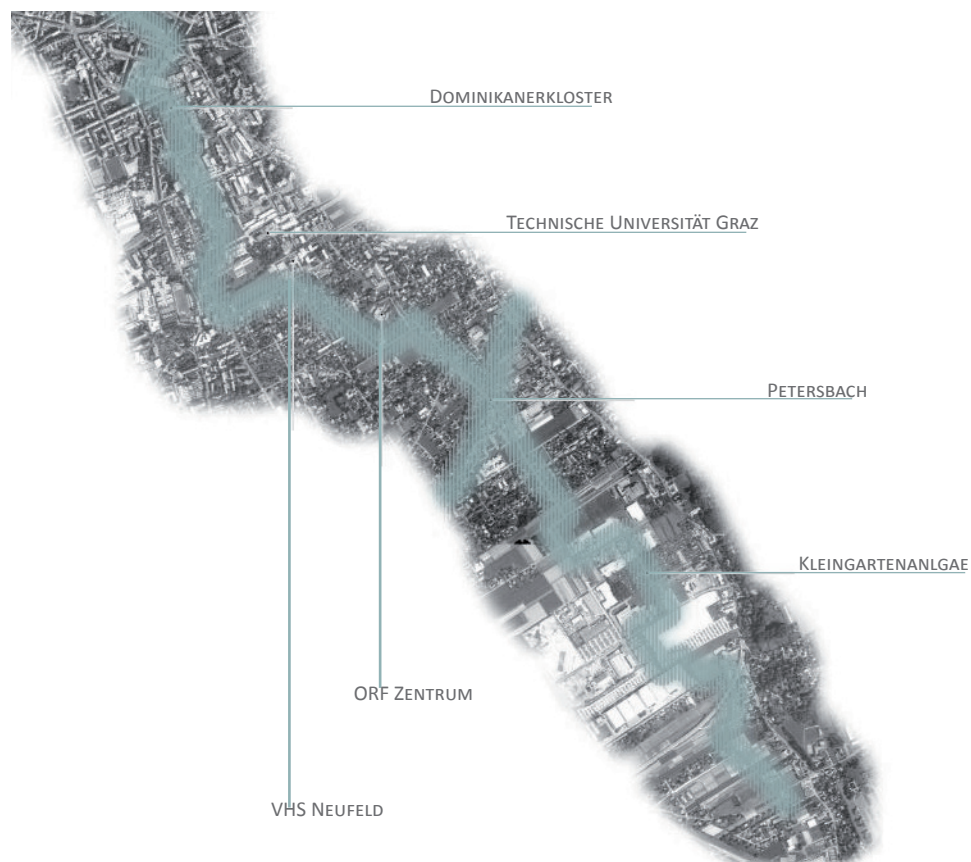 Dominikanerkloster
Technische Universität Graz
Petersbach
Kleingartenanlgae
ORF Zentrum
VHS Neufeld